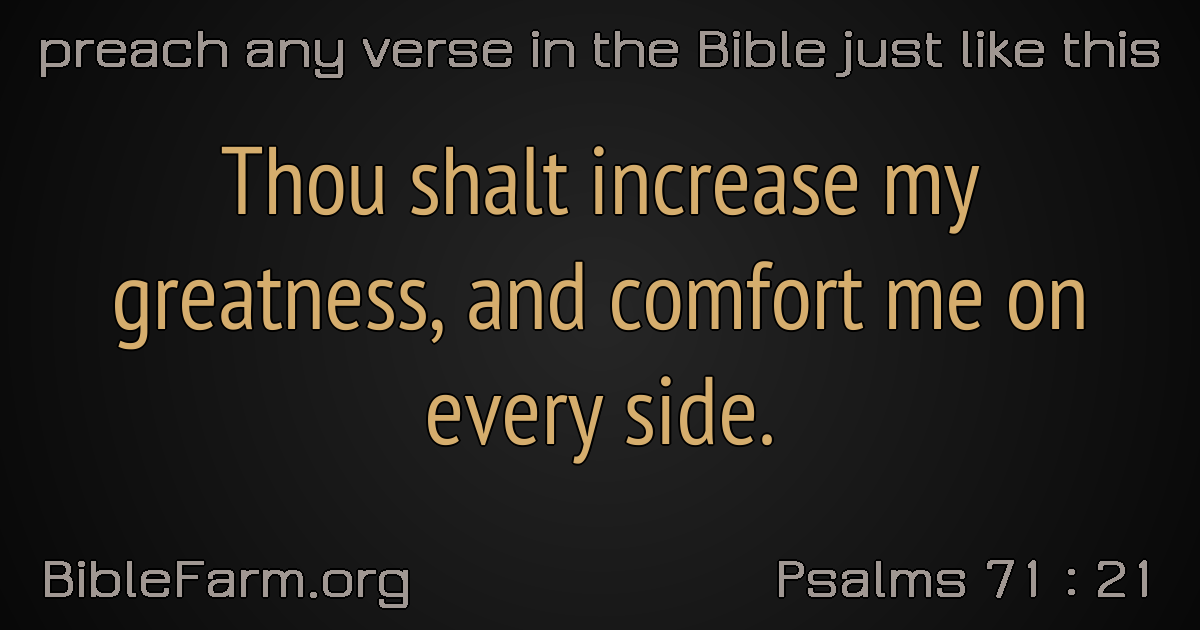 preach any verse in the Bible just like this
Thou shalt increase my
greatness, and comfort me on
every side.
BibleFarm.org
Psalms 71 : 21